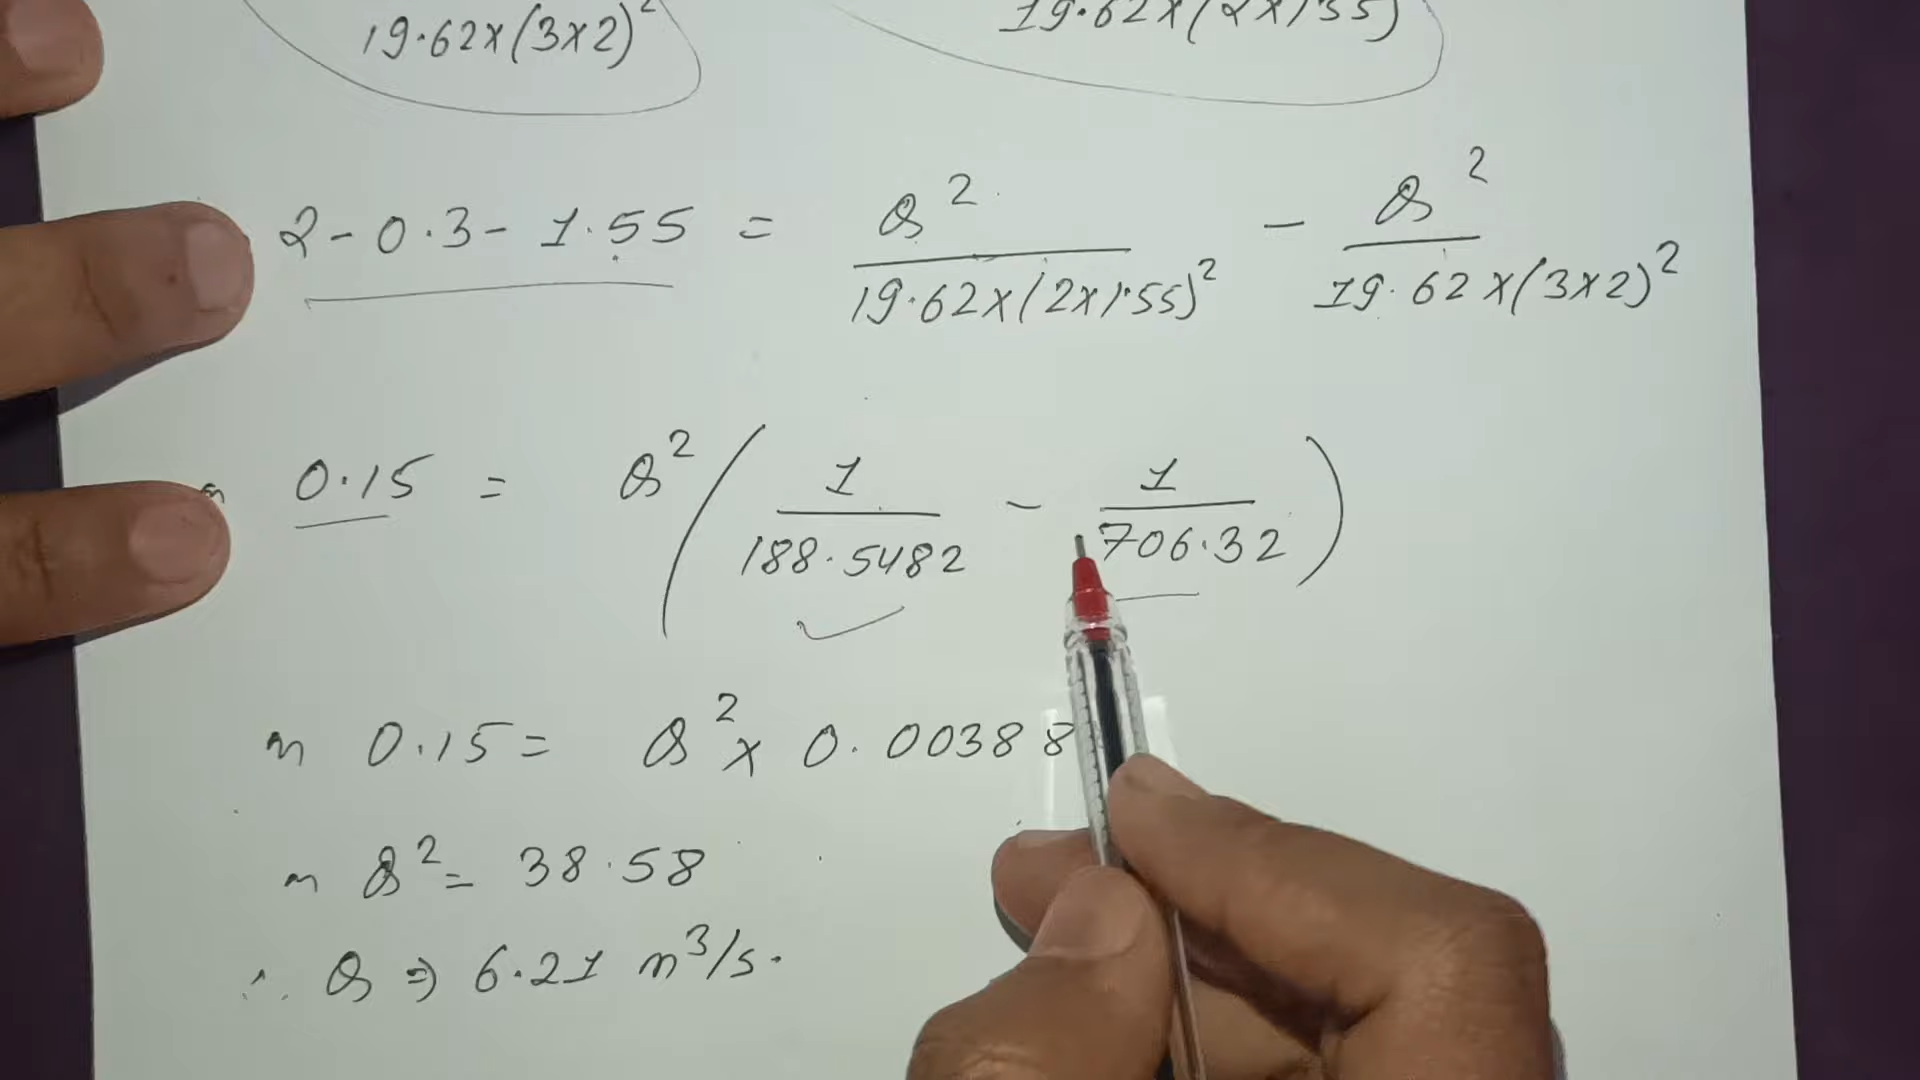 19.62x(3x2)²
19.62x(2x1.55)
2-0.3-1.55 = Q²/19.62x(2x1.55)² - Q²/19.62x(3x2)²
0.15 = Q² (1/188.5482 - 1/706.32)
0.15 = Q² x 0.00388
Q² = 38.58
∴ Q ⇒ 6.21 m³/s.